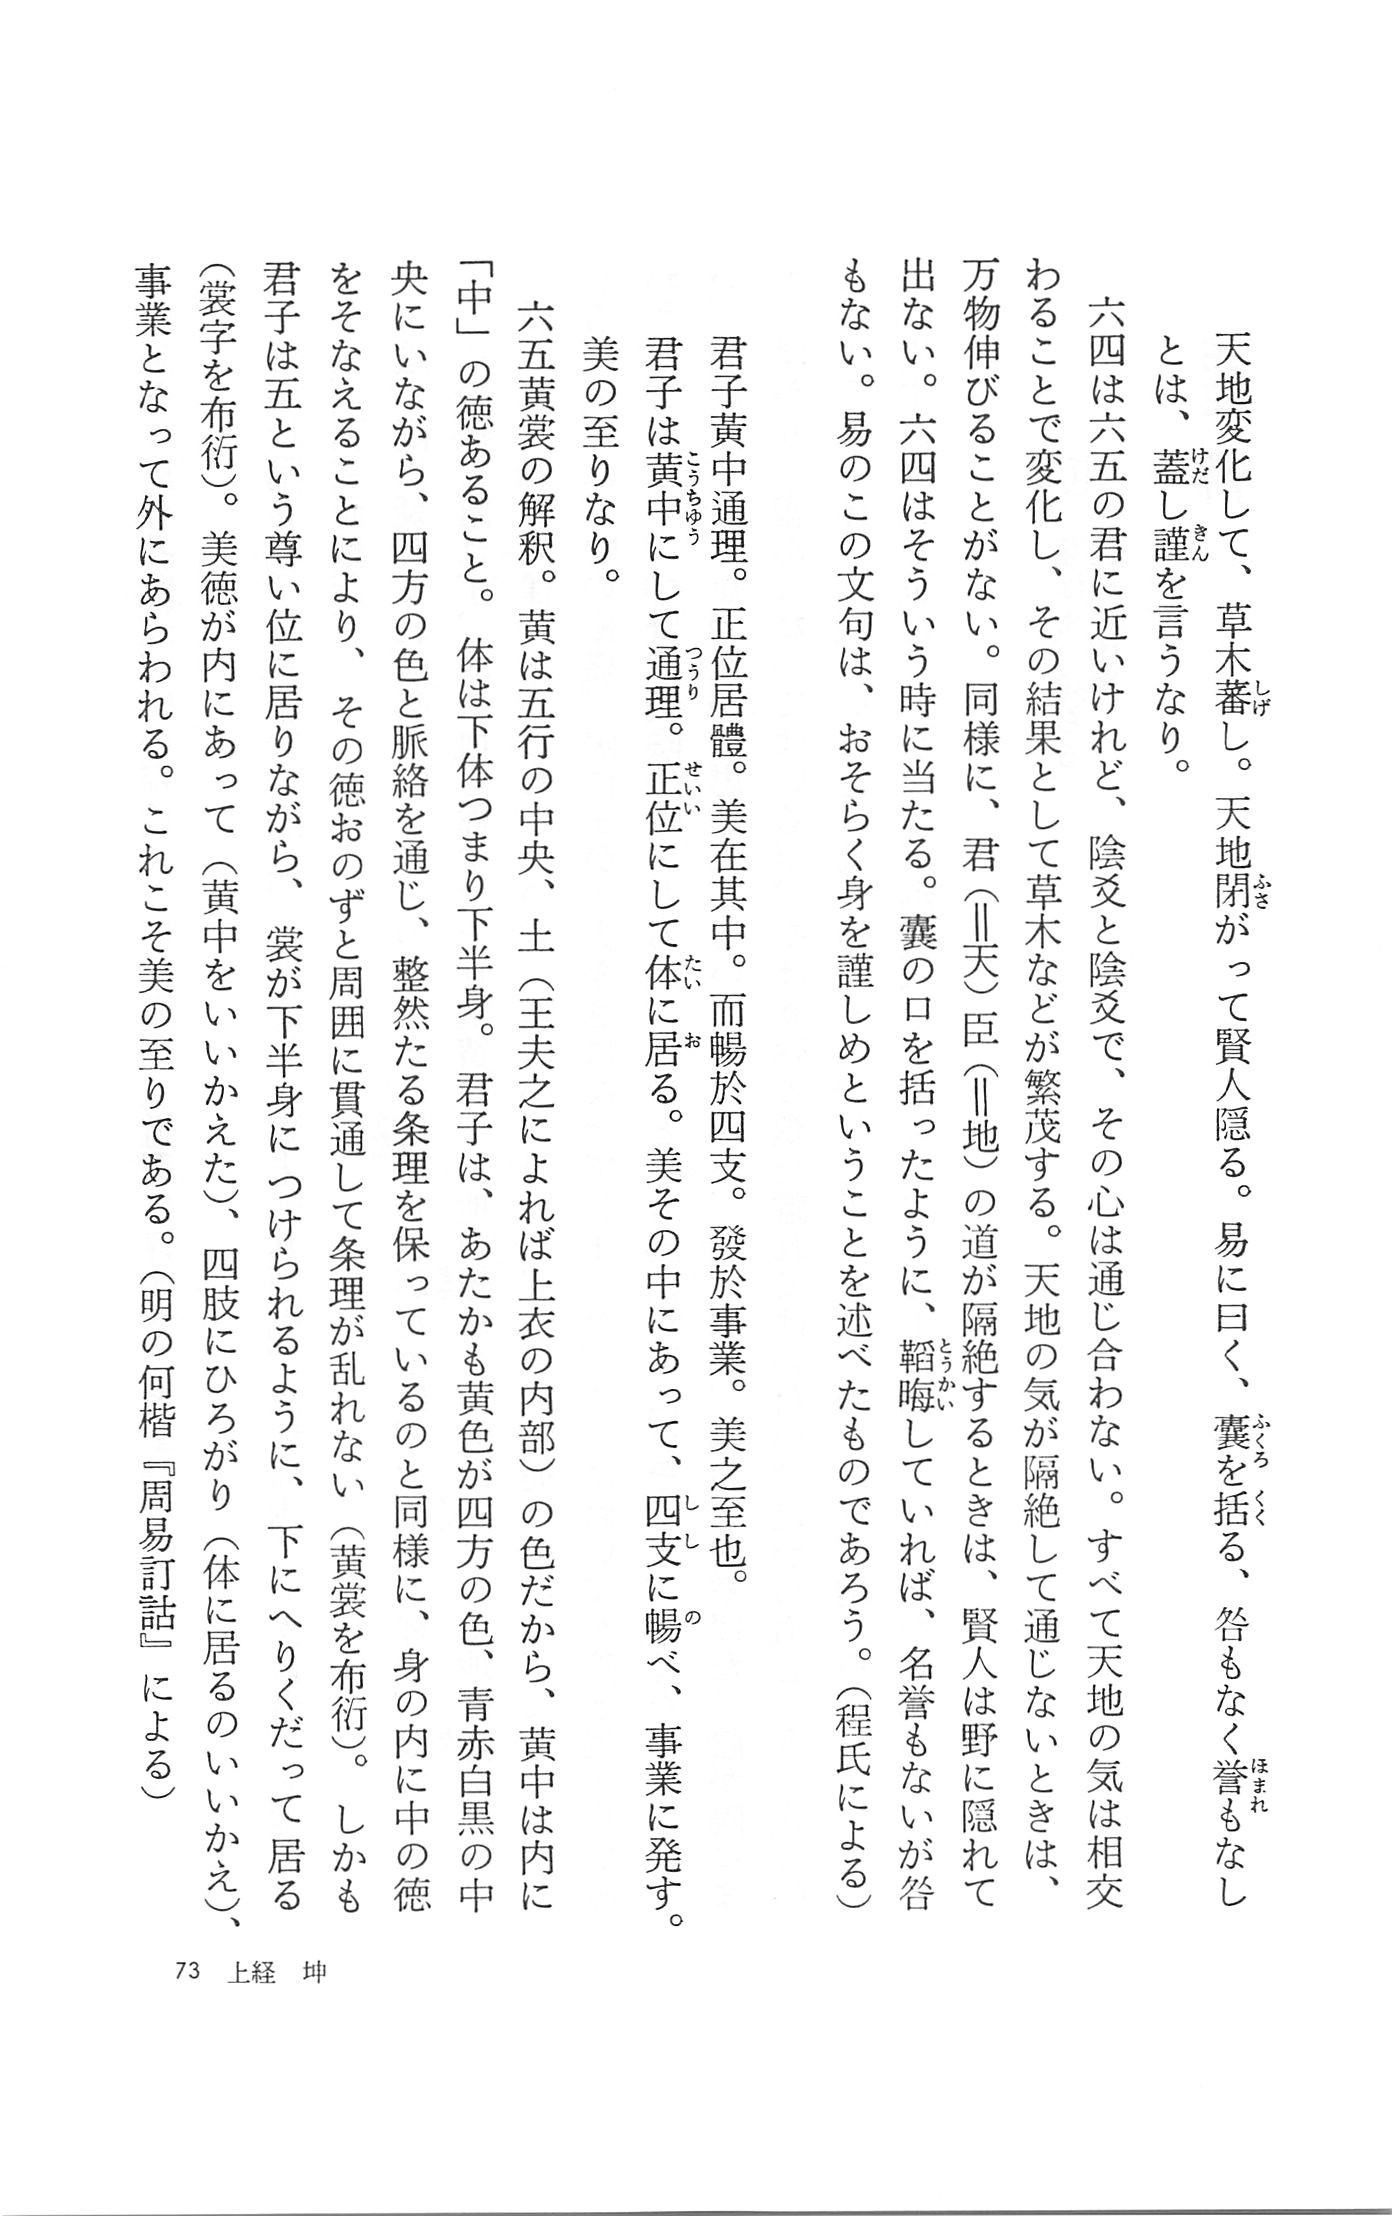 天地変化して、草木蕃し。天地閉がって賢人隠る。易に曰く、囊を括る、咎もなく誉もなし
とは、蓋し謹を言うなり。
六四は六五の君に近いけれど、陰爻と陰爻で、その心は通じ合わない。すべて天地の気は相交
わることで変化し、その結果として草木などが繁茂する。天地の気が隔絶して通じないときは、
万物伸びることがない。同様に、君（＝天）臣（＝地）の道が隔絶するときは、賢人は野に隠れて
出ない。六四はそういう時に当たる。囊の口を括ったように、韜晦していれば、名誉もないが咎
もない。易のこの文句は、おそらく身を謹しめということを述べたものであろう。（程氏による）
君子黃中通理。正位居體。美在其中。而暢於四支。發於事業。美之至也。
君子は黄中にして通理。正位にして体に居る。美その中にあって、四支に暢べ、事業に発す。
美の至りなり。
六五黄裳の解釈。黄は五行の中央、土（王夫之によれば上衣の内部）の色だから、黄中は内に
「中」の徳あること。体は下体つまり下半身。君子は、あたかも黄色が四方の色、青赤白黒の中
央にいながら、四方の色と脈絡を通じ、整然たる条理を保っているのと同様に、身の内に中の徳
をそなえることにより、その徳おのずと周囲に貫通して条理が乱れない（黄裳を布衍）。しかも
君子は五という尊い位に居りながら、裳が下半身につけられるように、下にへりくだって居る
（裳字を布衍）。美徳が内にあって（黄中をいいかえた）、四肢にひろがり（体に居るのいいかえ）、
事業となって外にあらわれる。これこそ美の至りである。（明の何楷『周易訂詁』による）
73 上経 坤